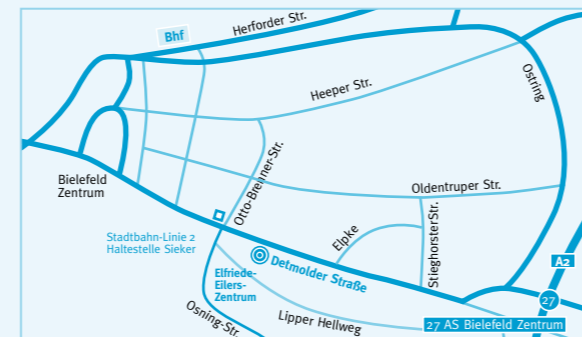 Herforder Str.
Bhf
Heeper Str.
Ostring
Otto-Brenner-Str.
Bielefeld
Zentrum
Oldentruper Str.
Stadtbahn-Linie 2
Haltestelle Sieker
Elpke
Stieghorster Str.
Detmolder Straße
A2
Elfriede-
Eilers-
Zentrum
27
Osning-Str.
Lipper Hellweg
27 AS Bielefeld Zentrum